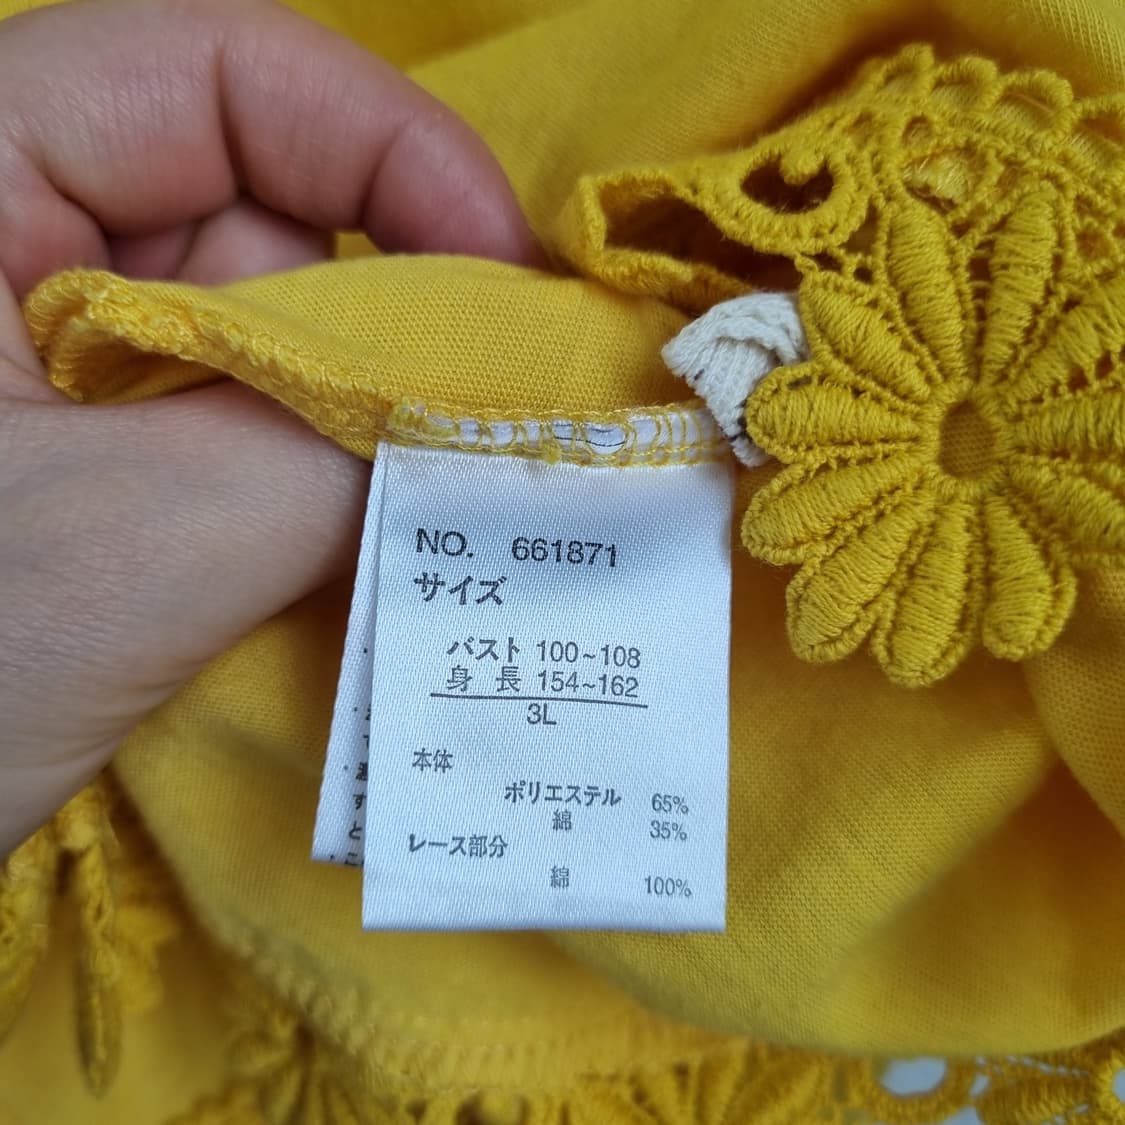 NO. 661871
サイズ
バスト 100~108
身 長 154~162
3L
本体
ポリエステル 65%
綿 35%
レース部分
綿 100%